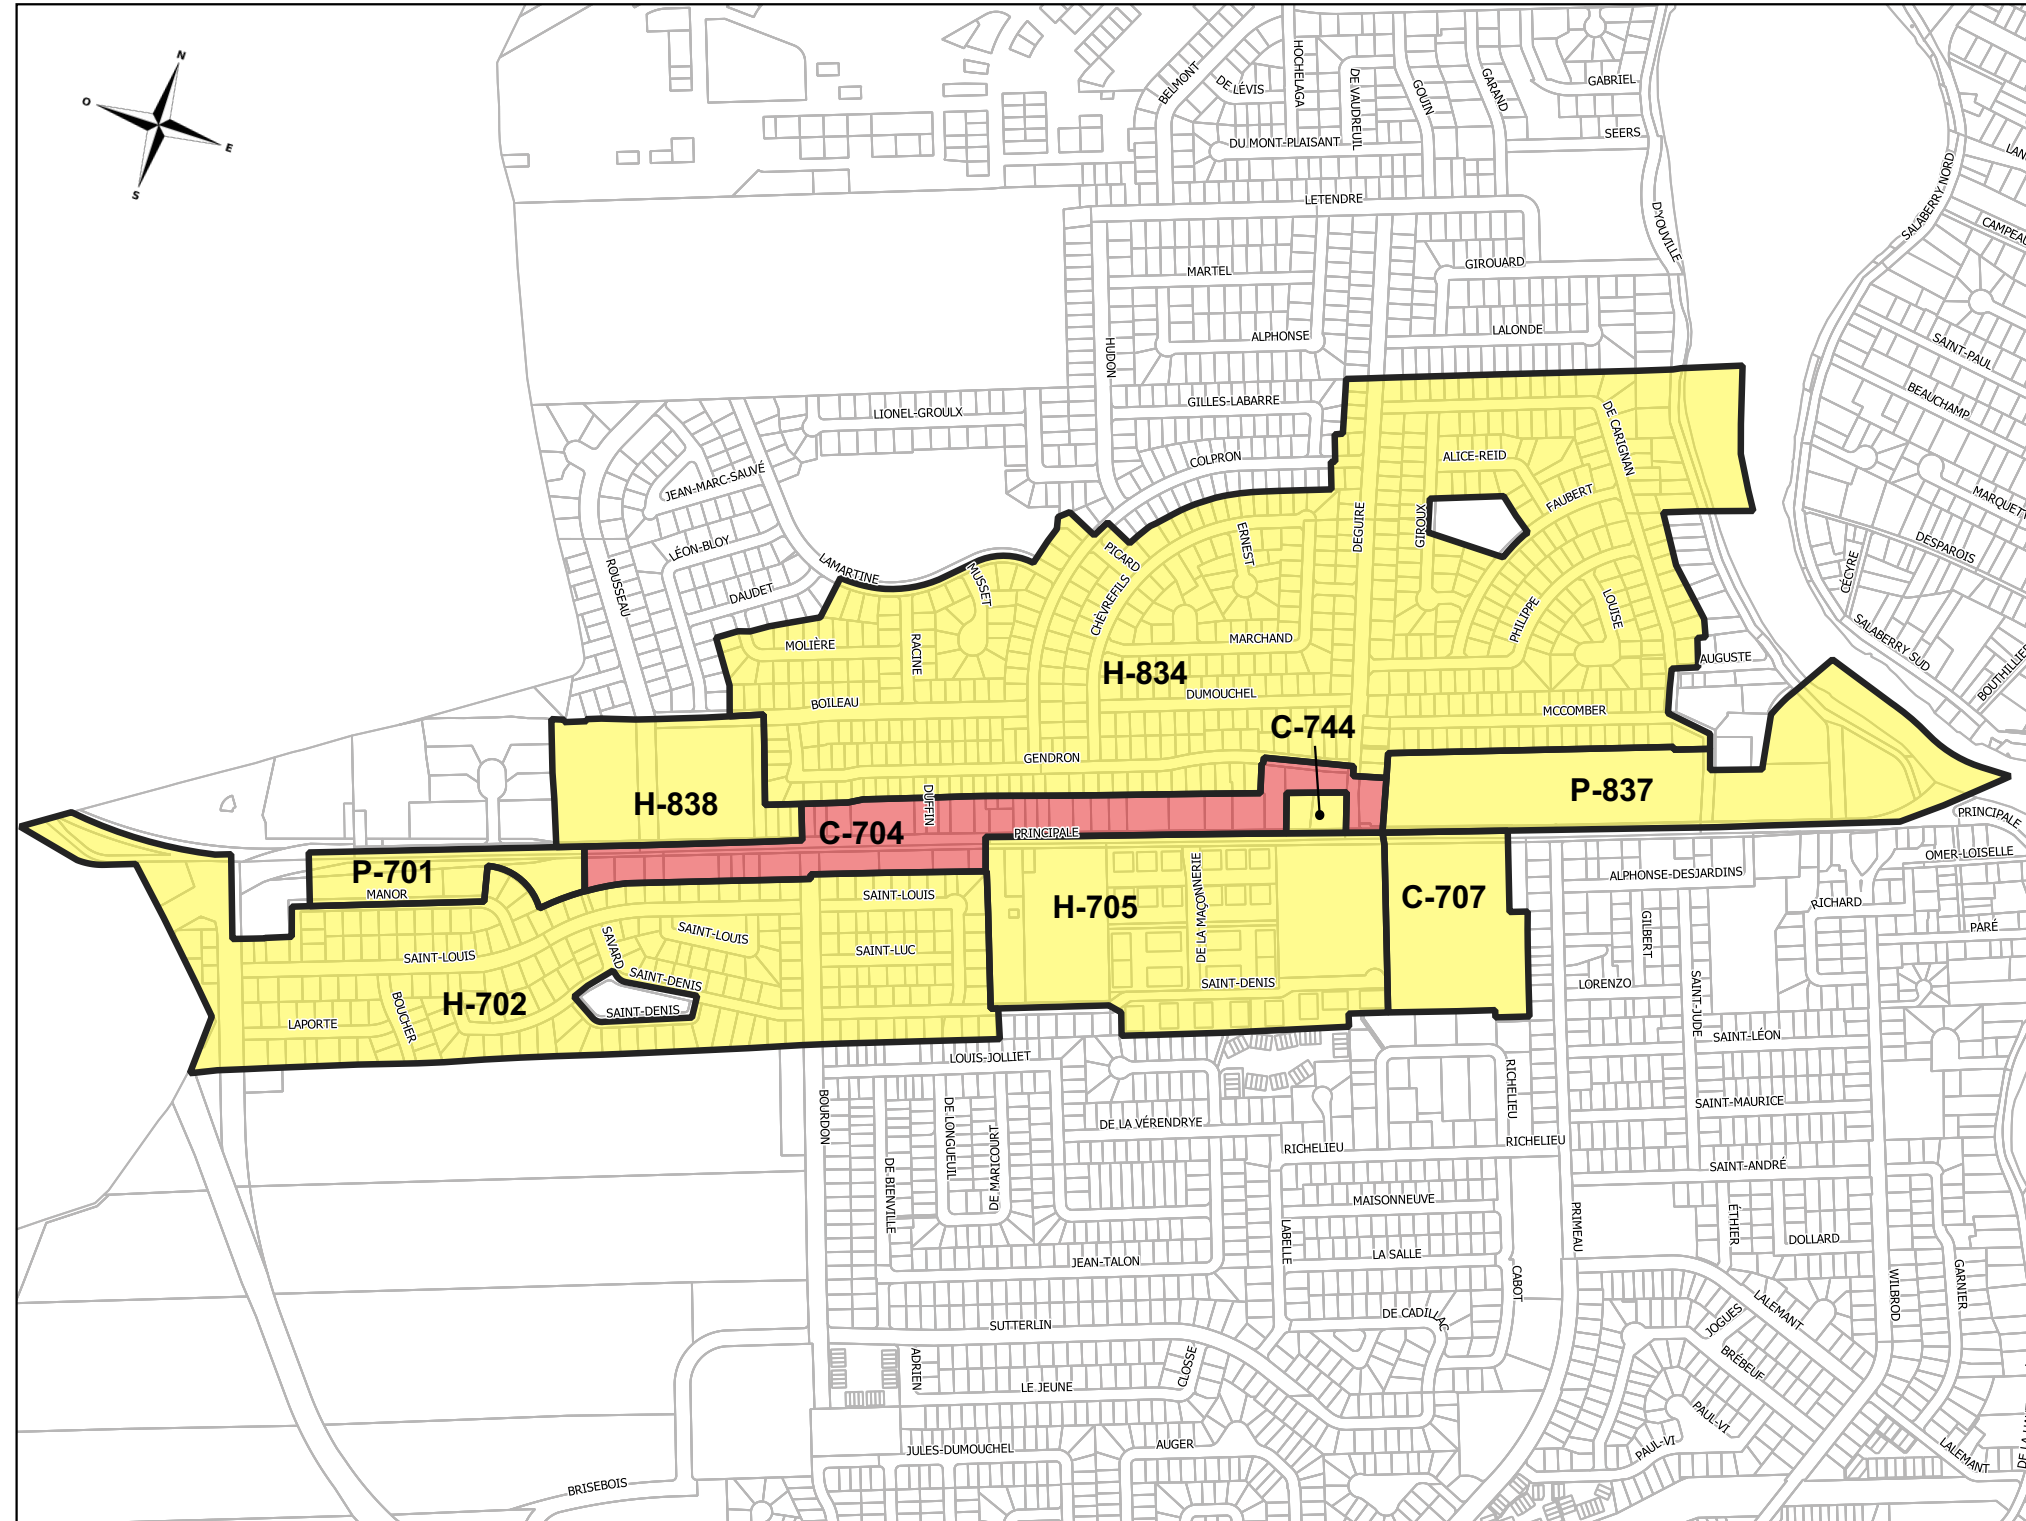 N
O
E
S
BELMONT
DE LÉVIS
HOCHELAGA
DE VAUDREUIL
GOUIN
GARAND
GABRIEL
SEERS
DU MONT-PLAISANT
LETENDRE
D'YOUVILLE
SALABERRY NORD
CAMPEAU
MARTEL
GIROUARD
ALPHONSE
LALONDE
HUDON
SAINT-PAUL
BEAUCHAMP
LIONEL-GROULX
GILLES-LABARRE
DE CARIGNAN
COLPRON
ALICE-REID
JEAN-MARC-SAUVÉ
FAUBERT
MARQUETTE
DEGUIRE
GIROUX
ERNEST
PICARD
LÉON-BLOY
DESPAROIS
CÉCYRE
LAMARTINE
MUSSET
ROUSSEAU
DAUDET
CHÈVREFILS
PHILIPPE
LOUISE
SALABERRY SUD
MOLIÈRE
RACINE
MARCHAND
AUGUSTE
BOUTHILLIER
H-834
DUMOUCHEL
BOILEAU
MCCOMBER
C-744
GENDRON
H-838
DUFFIN
P-837
C-704
PRINCIPALE
PRINCIPALE
OMER-LOISELLE
P-701
MANOR
SAINT-LOUIS
H-705
DE LA MAÇONNERIE
C-707
ALPHONSE-DESJARDINS
RICHARD
PARÉ
GILBERT
SAVARD
SAINT-LOUIS
SAINT-LOUIS
SAINT-LUC
SAINT-DENIS
SAINT-DENIS
SAINT-DENIS
LORENZO
SAINT-JUDE
H-702
BOUCHER
LAPORTE
SAINT-LÉON
LOUIS-JOLLIET
BOURDON
DE LONGUEUIL
DE MARICOURT
DE LA VÉRENDRYE
RICHELIEU
RICHELIEU
RICHELIEU
SAINT-MAURICE
SAINT-ANDRÉ
DE BIENVILLE
MAISONNEUVE
PRIMEAU
ÉTHIER
DOLLARD
LABELLE
LA SALLE
JEAN-TALON
CABOT
WILBROD
GARNIER
LALEMANT
JOGUES
DE CADILLAC
SUTTERLIN
CLOSSE
ADRIEN
BRÉBEUF
LE JEUNE
PAUL-VI
PAUL-VI
JULES-DUMOUCHEL
AUGER
LALEMANT
BRISEBOIS